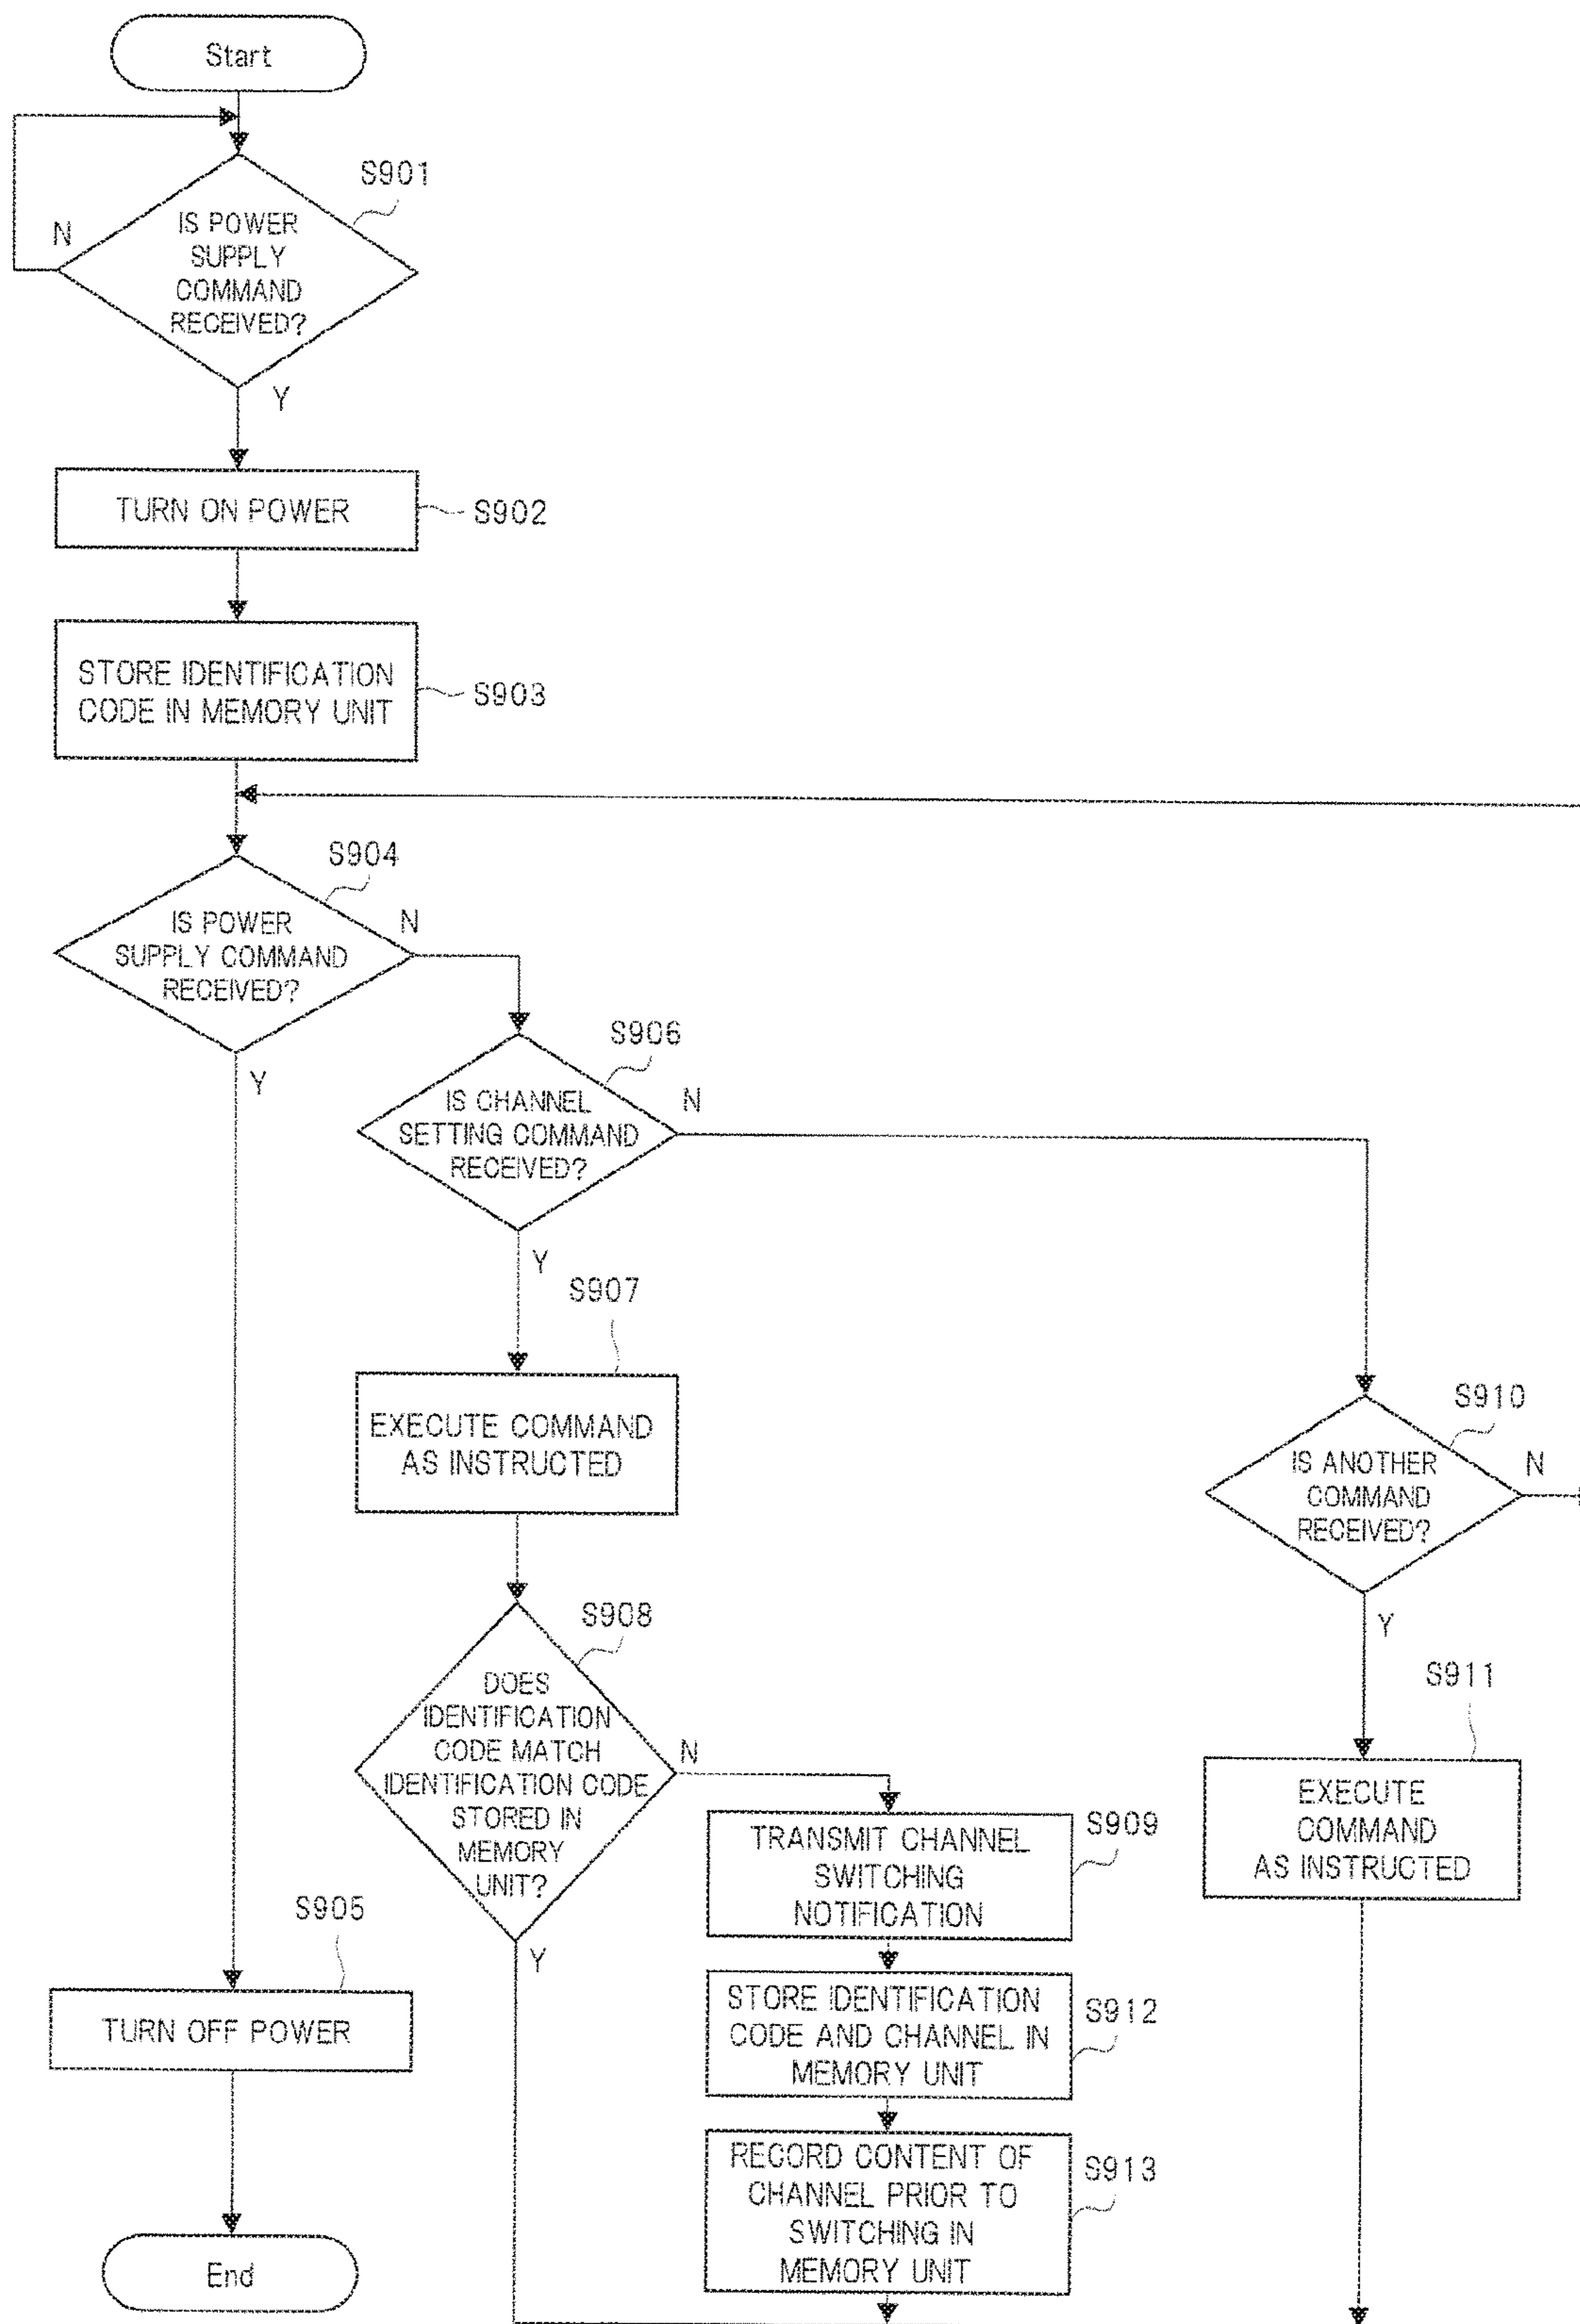 Start
S901
IS POWER
SUPPLY
COMMAND
RECEIVED?
N
Y
TURN ON POWER
S902
STORE IDENTIFICATION
CODE IN MEMORY UNIT
S903
S904
IS POWER
SUPPLY COMMAND
RECEIVED?
N
Y
S906
IS CHANNEL
SETTING COMMAND
RECEIVED?
N
Y
S907
EXECUTE COMMAND
AS INSTRUCTED
S910
IS ANOTHER
COMMAND
RECEIVED?
N
Y
S908
DOES
IDENTIFICATION
CODE MATCH
IDENTIFICATION CODE
STORED IN
MEMORY
UNIT?
N
Y
S911
EXECUTE
COMMAND
AS INSTRUCTED
TRANSMIT CHANNEL
SWITCHING
NOTIFICATION
S909
S905
TURN OFF POWER
STORE IDENTIFICATION
CODE AND CHANNEL IN
MEMORY UNIT
S912
RECORD CONTENT OF
CHANNEL PRIOR TO
SWITCHING IN
MEMORY UNIT
S913
End